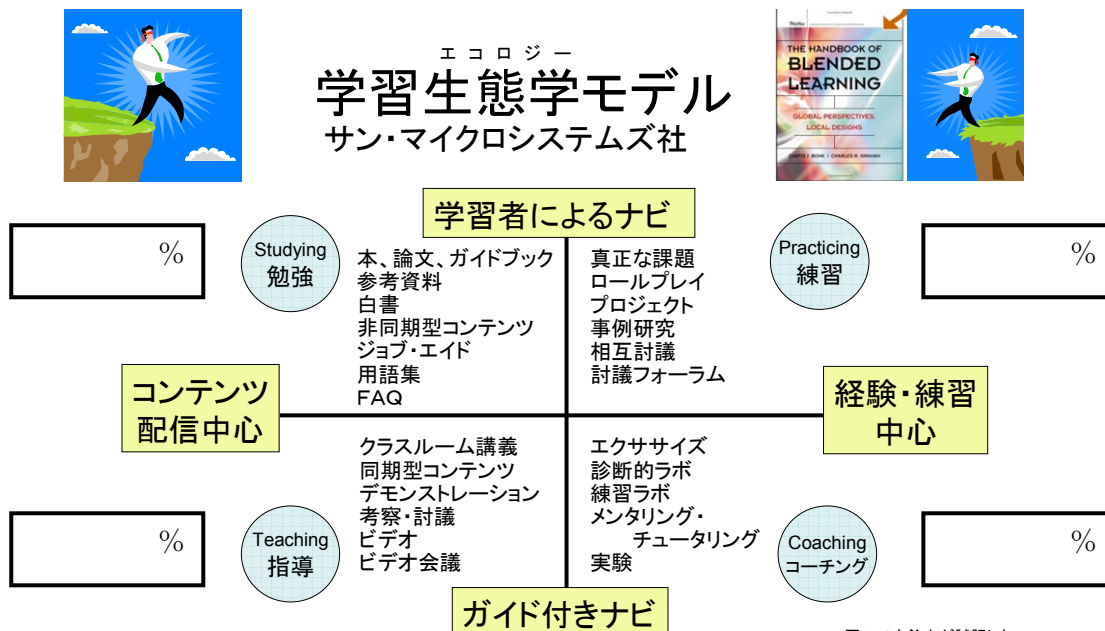 エコロジー
学習生態学モデル
サン・マイクロシステムズ社
THE HANDBOOK OF
BLENDED
LEARNING
GLOBAL PERSPECTIVES,
LOCAL DESIGNS
CURTIS J. BONK | CHARLES R. GRAHAM
学習者によるナビ
%
Studying
勉強
本、論文、ガイドブック
参考資料
白書
非同期型コンテンツ
ジョブ・エイド
用語集
FAQ
真正な課題
ロールプレイ
プロジェクト
事例研究
相互討議
討議フォーラム
Practicing
練習
%
コンテンツ
配信中心
経験・練習
中心
%
Teaching
指導
クラスルーム講義
同期型コンテンツ
デモンストレーション
考察・討議
ビデオ
ビデオ会議
エクササイズ
診断的ラボ
練習ラボ
メンタリング・
チュータリング
実験
Coaching
コーチング
%
ガイド付きナビ